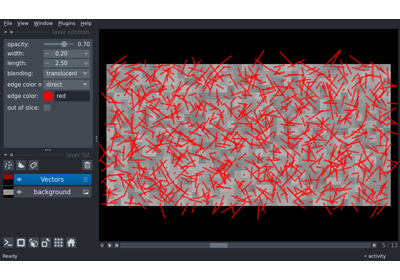 File View Window Plugins Help
layer controls
opacity: 0.70
width: 0.20
length: 2.50
blending: translucent
edge color m direct
edge color: red
out of slice:
layer list
Vectors
background
0 5 13
Ready activity